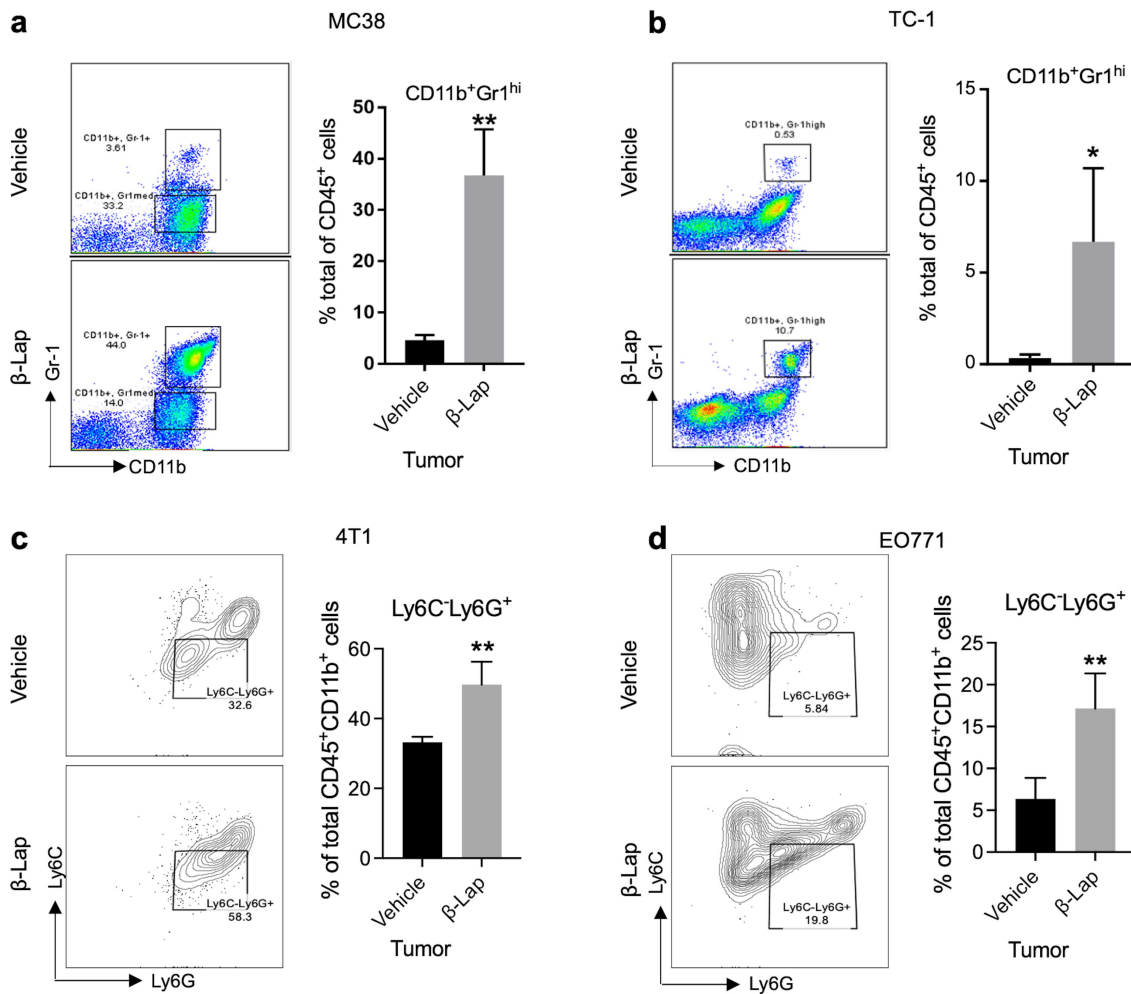 a
MC38
Vehicle
CD11b+, Gr-1+
3.61
CD11b+, Gr1med
33.2
β-Lap
CD11b+, Gr-1+
44.0
CD11b+, Gr1med
14.0
Gr-1
CD11b
CD11b⁺Gr1ʰⁱ
% total of CD45⁺ cells
50
40
30
20
10
0
**
Vehicle
β-Lap
Tumor
b
TC-1
Vehicle
CD11b+, Gr-1high
0.53
β-Lap
CD11b+, Gr-1high
10.7
Gr-1
CD11b
CD11b⁺Gr1ʰⁱ
% total of CD45⁺ cells
15
10
5
0
*
Vehicle
β-Lap
Tumor
c
4T1
Vehicle
Ly6C-Ly6G+
32.6
β-Lap
Ly6C-Ly6G+
58.3
Ly6C
Ly6G
Ly6C⁻Ly6G⁺
% of total CD45⁺CD11b⁺ cells
60
40
20
0
**
Vehicle
β-Lap
Tumor
d
EO771
Vehicle
Ly6C-Ly6G+
5.84
β-Lap
Ly6C-Ly6G+
19.8
Ly6C
Ly6G
Ly6C⁻Ly6G⁺
% of total CD45⁺CD11b⁺ cells
25
20
15
10
5
0
**
Vehicle
β-Lap
Tumor